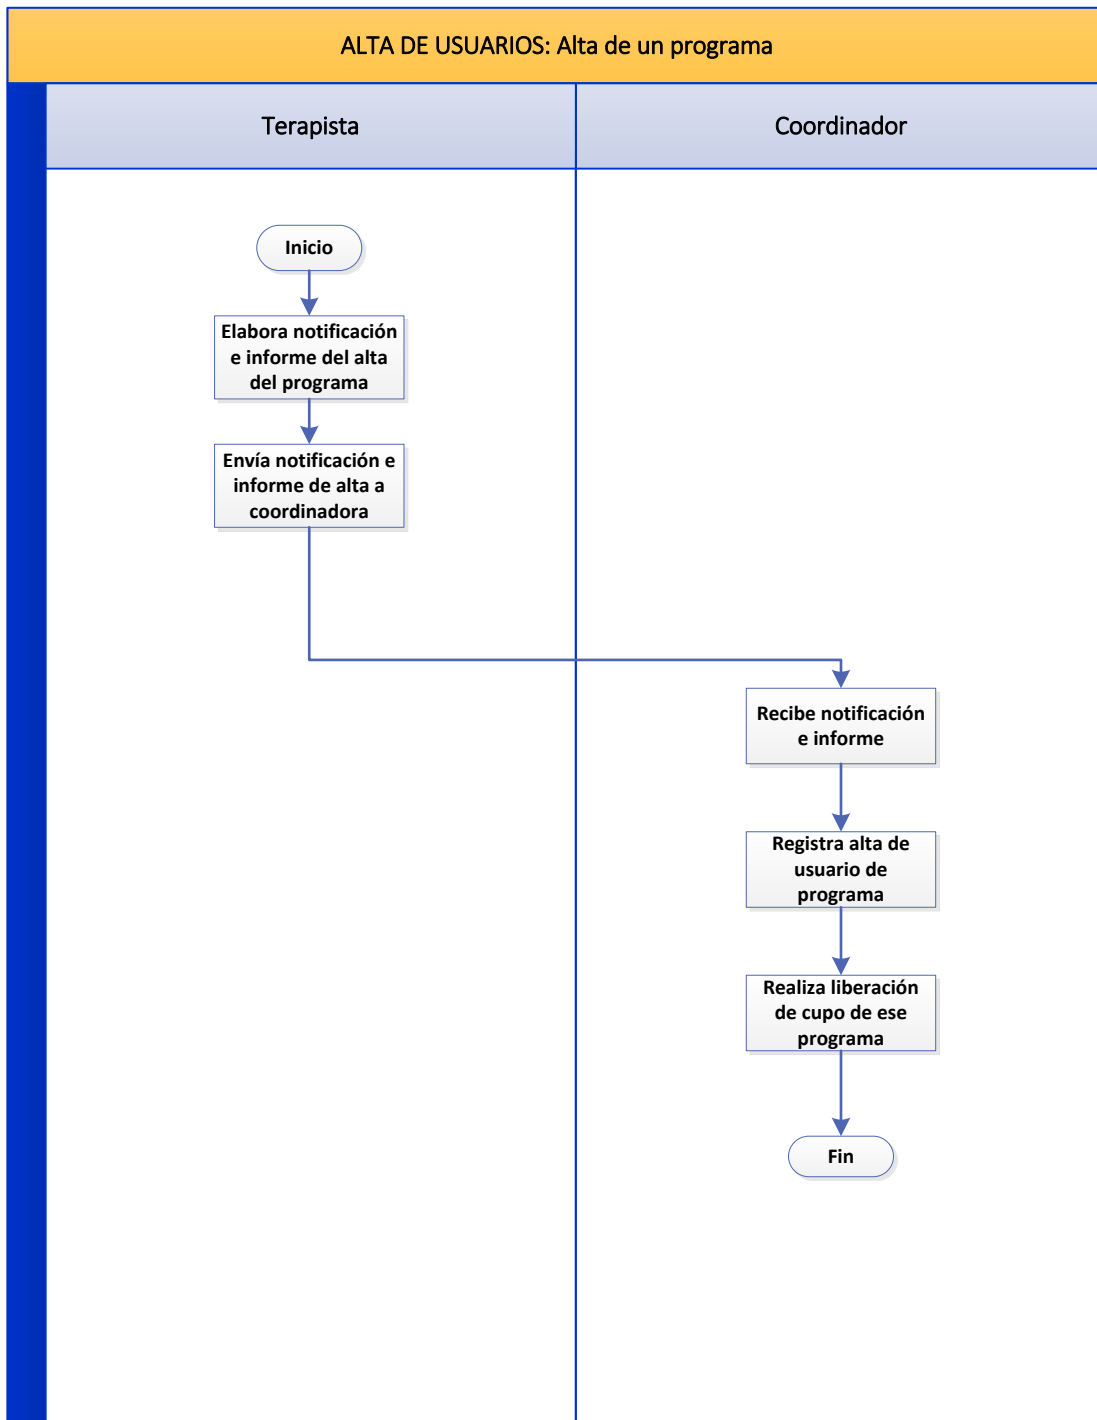 ALTA DE USUARIOS: Alta de un programa
Terapista
Coordinador
Inicio
Elabora notificación
e informe del alta
del programa
Envía notificación e
informe de alta a
coordinadora
Recibe notificación
e informe
Registra alta de
usuario de
programa
Realiza liberación
de cupo de ese
programa
Fin